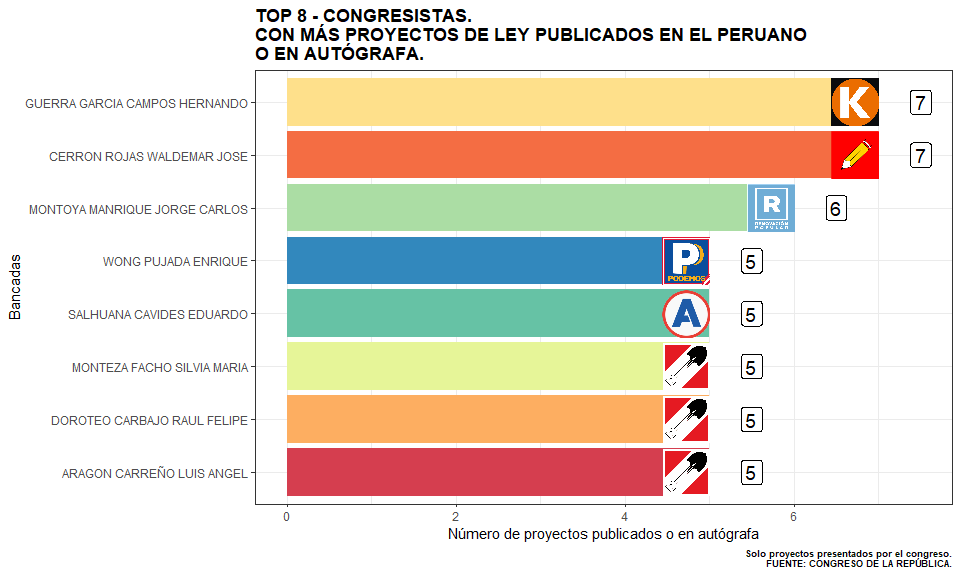 TOP 8 - CONGRESISTAS.
CON MÁS PROYECTOS DE LEY PUBLICADOS EN EL PERUANO
O EN AUTÓGRAFA.
Bancadas
GUERRA GARCIA CAMPOS HERNANDO
K
7
CERRON ROJAS WALDEMAR JOSE
7
MONTOYA MANRIQUE JORGE CARLOS
R
RENOVACIÓN
POPULAR
6
WONG PUJADA ENRIQUE
P
PODEMOS
5
SALHUANA CAVIDES EDUARDO
A
5
MONTEZA FACHO SILVIA MARIA
5
DOROTEO CARBAJO RAUL FELIPE
5
ARAGON CARREÑO LUIS ANGEL
5
0 2 4 6
Número de proyectos publicados o en autógrafa
Solo proyectos presentados por el congreso.
FUENTE: CONGRESO DE LA REPÚBLICA.